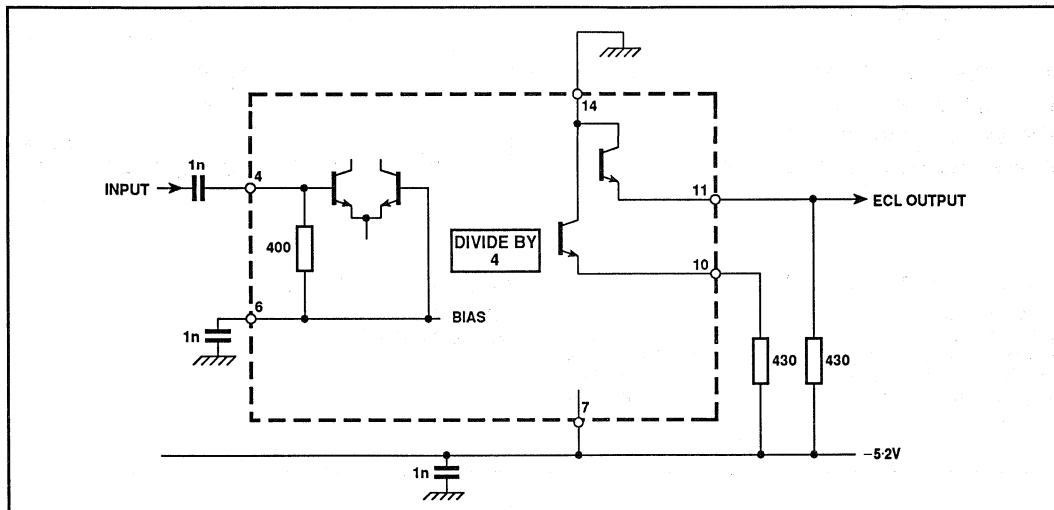 14
1n
4
INPUT
11
ECL OUTPUT
400
DIVIDE BY
4
10
6
BIAS
1n
430
430
7
−5·2V
1n